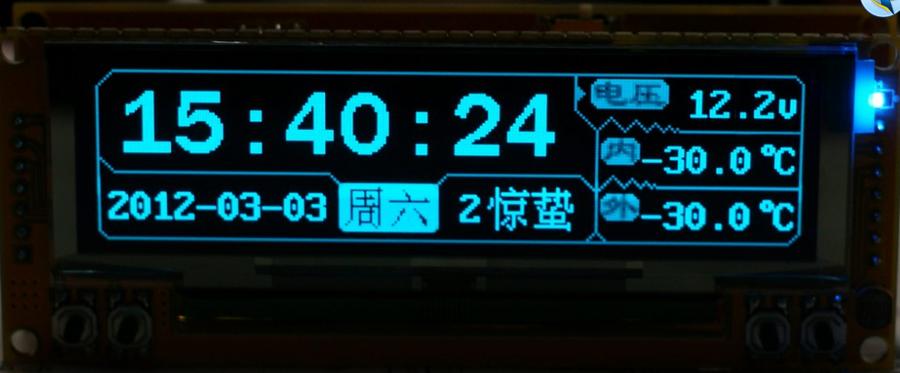 15:40:24
电压 12.2v
内 -30.0℃
外 -30.0℃
2012-03-03 周六 2惊蛰